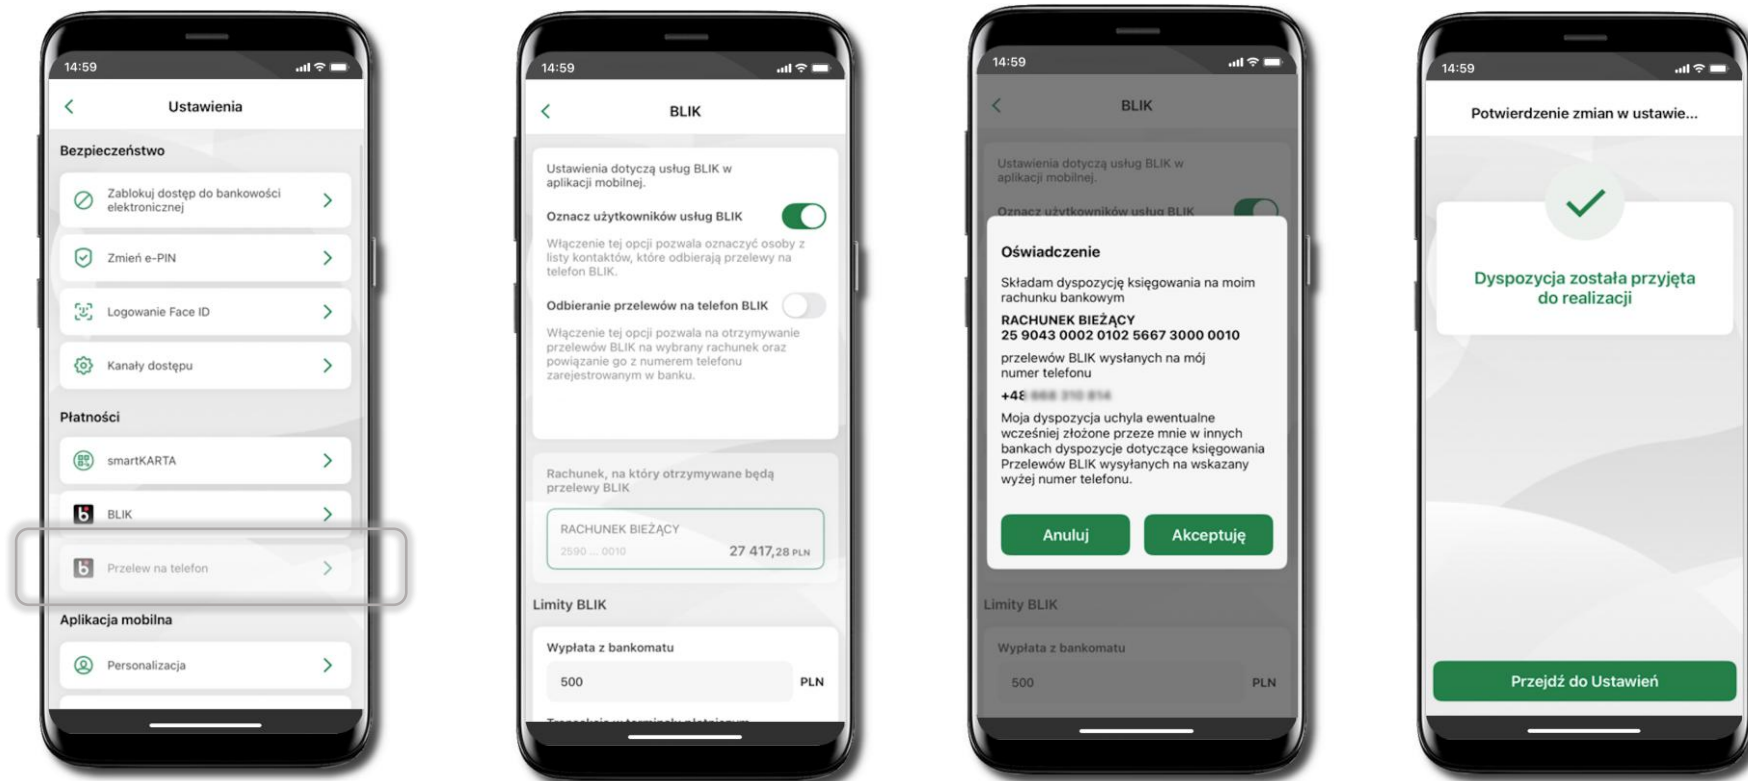 14:59
Ustawienia
Bezpieczeństwo
Zablokuj dostęp do bankowości
elektronicznej
Zmień e-PIN
Logowanie Face ID
Kanały dostępu
Płatności
smartKARTA
BLIK
Przelew na telefon
Aplikacja mobilna
Personalizacja
14:59
BLIK
Ustawienia dotyczą usług BLIK w
aplikacji mobilnej.
Oznacz użytkowników usług BLIK
Włączenie tej opcji pozwala oznaczyć osoby z
listy kontaktów, które odbierają przelewy na
telefon BLIK.
Odbieranie przelewów na telefon BLIK
Włączenie tej opcji pozwala na otrzymywanie
przelewów BLIK na wybrany rachunek oraz
powiązanie go z numerem telefonu
zarejestrowanym w banku.
Rachunek, na który otrzymywane będą
przelewy BLIK
RACHUNEK BIEŻĄCY
2590 ... 0010 27 417,28 PLN
Limity BLIK
Wypłata z bankomatu
500 PLN
14:59
BLIK
Ustawienia dotyczą usług BLIK w
aplikacji mobilnej.
Oznacz użytkowników usług BLIK
Oświadczenie
Składam dyspozycję księgowania na moim
rachunku bankowym
RACHUNEK BIEŻĄCY
25 9043 0002 0102 5667 3000 0010
przelewów BLIK wysłanych na mój
numer telefonu
+48
Moja dyspozycja uchyla ewentualne
wcześniej złożone przeze mnie w innych
bankach dyspozycje dotyczące księgowania
Przelewów BLIK wysyłanych na wskazany
wyżej numer telefonu.
Anuluj Akceptuję
Limity BLIK
Wypłata z bankomatu
500 PLN
14:59
Potwierdzenie zmian w ustawie...
Dyspozycja została przyjęta
do realizacji
Przejdź do Ustawień